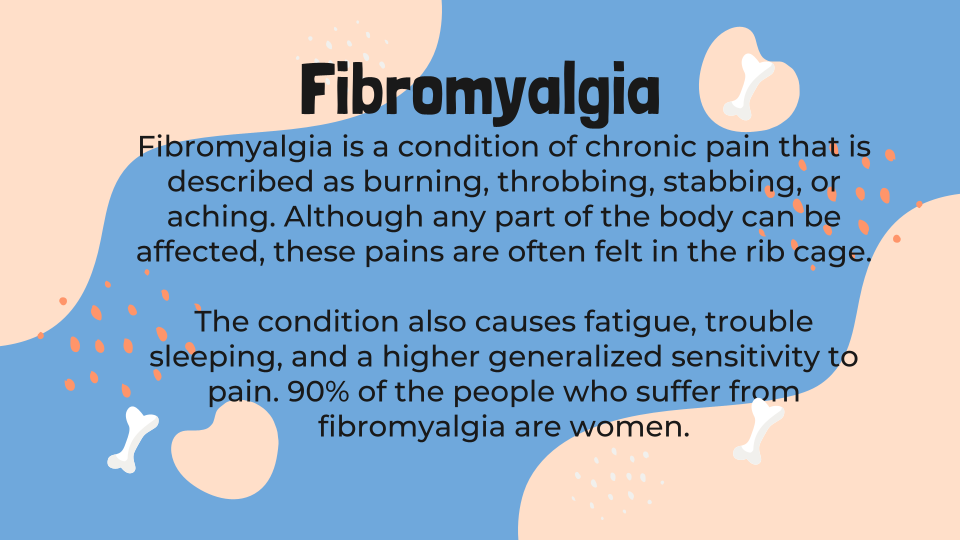 Fibromyalgia
Fibromyalgia is a condition of chronic pain that is
described as burning, throbbing, stabbing, or
aching. Although any part of the body can be
affected, these pains are often felt in the rib cage.
The condition also causes fatigue, trouble
sleeping, and a higher generalized sensitivity to
pain. 90% of the people who suffer from
fibromyalgia are women.